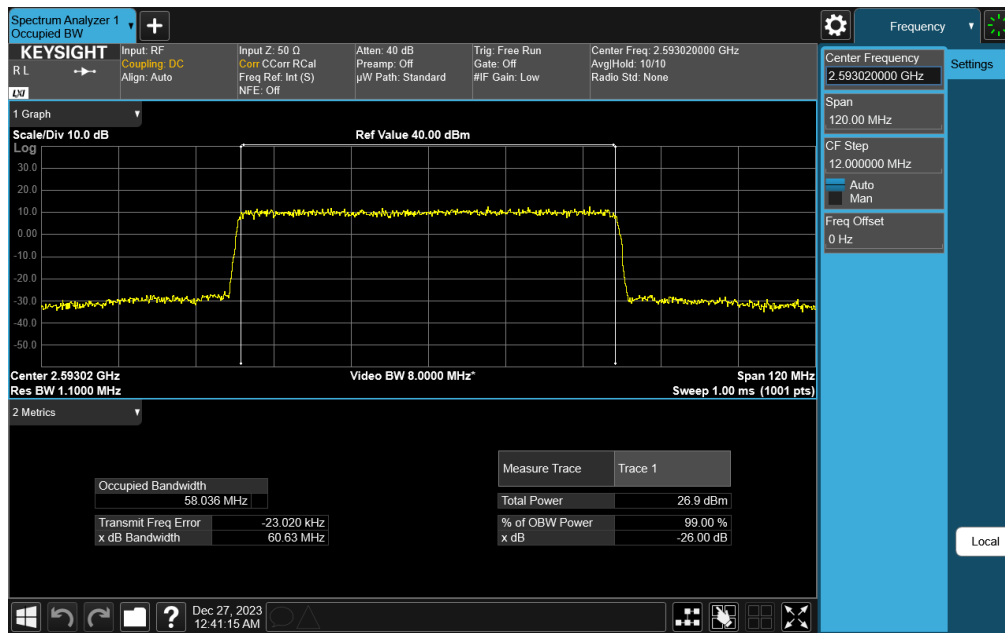 Spectrum Analyzer 1
Occupied BW
Frequency
KEYSIGHT
R L
LXI
Input: RF
Coupling: DC
Align: Auto
Input Z: 50 Ω
Corr CCorr RCal
Freq Ref: Int (S)
NFE: Off
Atten: 40 dB
Preamp: Off
µW Path: Standard
Trig: Free Run
Gate: Off
#IF Gain: Low
Center Freq: 2.593020000 GHz
Avg|Hold: 10/10
Radio Std: None
Center Frequency
2.593020000 GHz
Settings
Span
120.00 MHz
CF Step
12.000000 MHz
Auto
Man
Freq Offset
0 Hz
Local
1 Graph
Scale/Div 10.0 dB
Ref Value 40.00 dBm
Log
30.0
20.0
10.0
0.00
-10.0
-20.0
-30.0
-40.0
-50.0
Center 2.59302 GHz
Video BW 8.0000 MHz*
Span 120 MHz
Res BW 1.1000 MHz
Sweep 1.00 ms (1001 pts)
2 Metrics
Occupied Bandwidth
58.036 MHz
Transmit Freq Error -23.020 kHz
x dB Bandwidth 60.63 MHz
Measure Trace Trace 1
Total Power 26.9 dBm
% of OBW Power 99.00 %
x dB -26.00 dB
Dec 27, 2023
12:41:15 AM